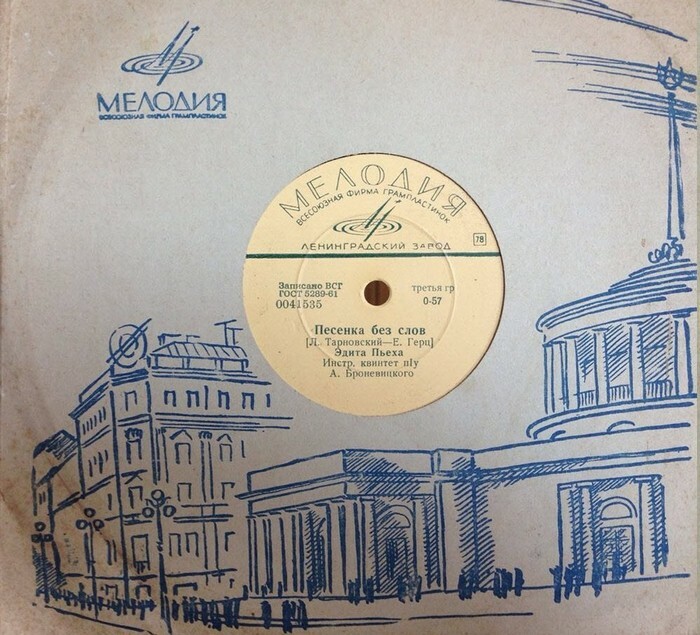 МЕЛОДИЯ
ВСЕСОЮЗНАЯ ФИРМА ГРАМПЛАСТИНОК
МЕЛОДИЯ
ВСЕСОЮЗНАЯ ФИРМА ГРАМПЛАСТИНОК
ЛЕНИНГРАДСКИЙ ЗАВОД
78
Записано ВСГ
ГОСТ 5289-61
0041535
третья гр
0-57
Песенка без слов
[Л. Тарновский—Е. Герц]
Эдита Пьеха
Инстр. квинтет п/у
А. Броневицкого